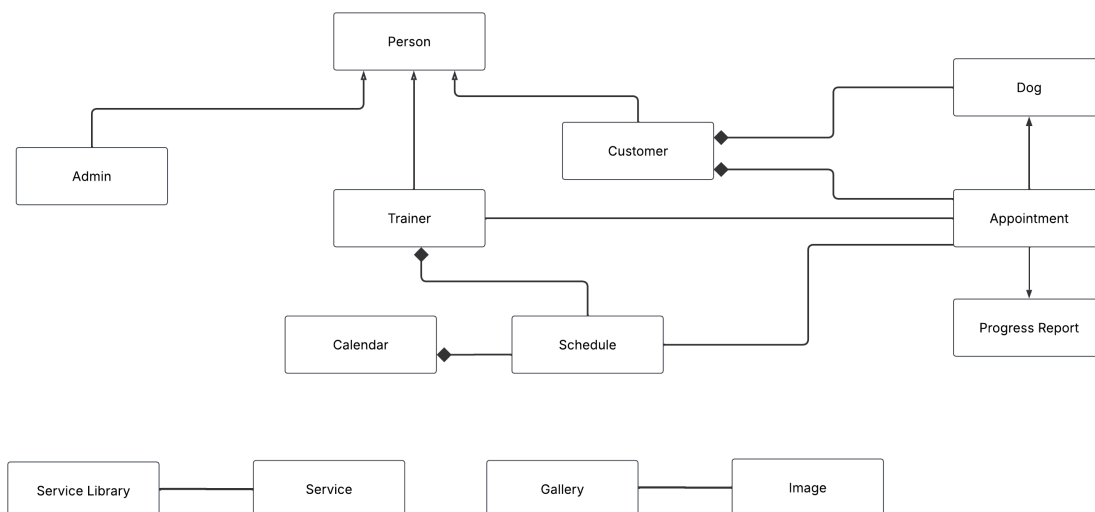 Person
Dog
Customer
Admin
Trainer
Appointment
Progress Report
Calendar
Schedule
Service Library
Service
Gallery
Image